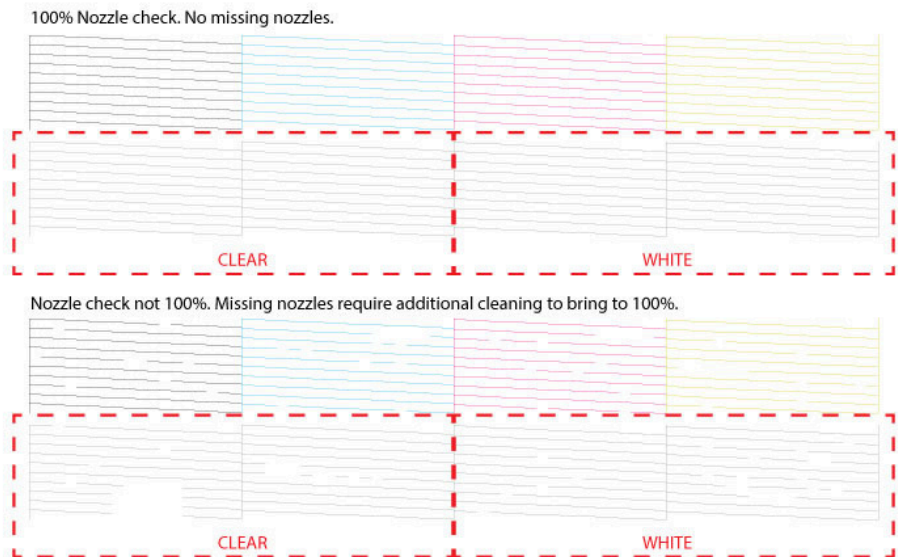 100% Nozzle check. No missing nozzles.
CLEAR
WHITE
Nozzle check not 100%. Missing nozzles require additional cleaning to bring to 100%.
CLEAR
WHITE